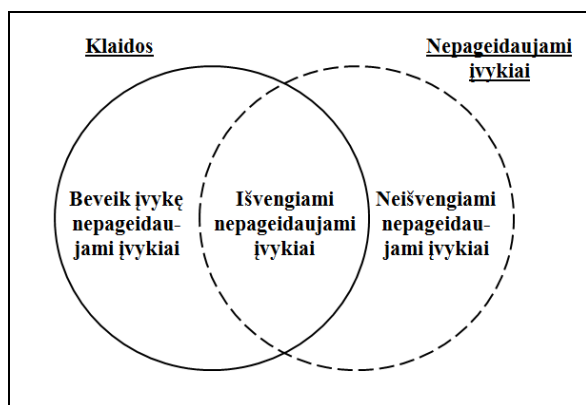 Klaidos
Nepageidaujami
įvykiai
Beveik įvykę
nepageidau-
jami įvykiai
Išvengiami
nepageidaujami
įvykiai
Neišvengiami
nepageidau-
jami įvykiai